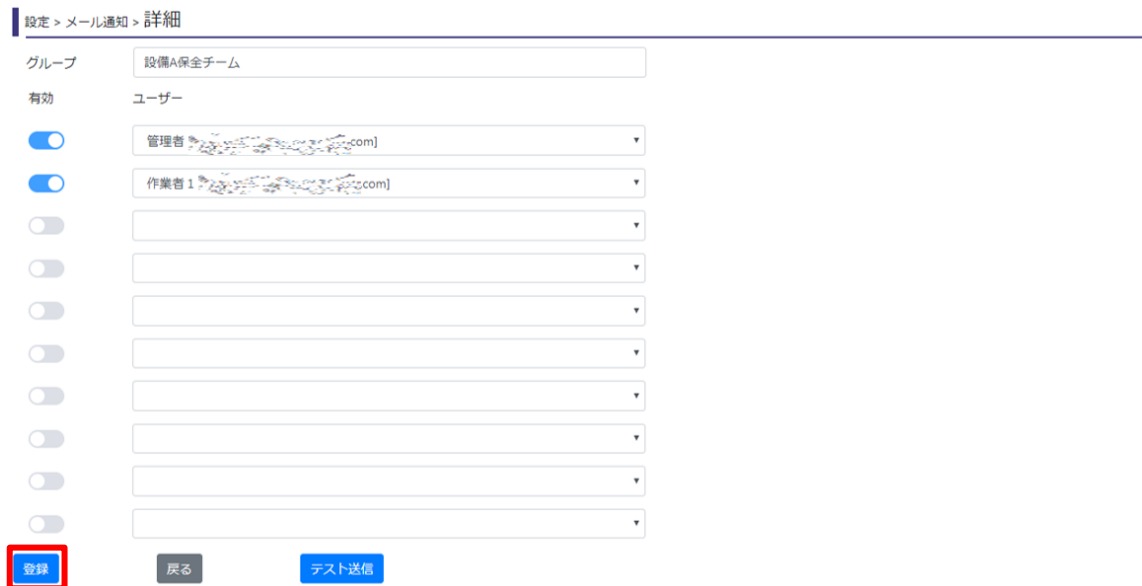 設定 > メール通知 > 詳細
グループ 設備A保全チーム
有効 ユーザー
管理者 com]
作業者1 com]
登録 戻る テスト送信